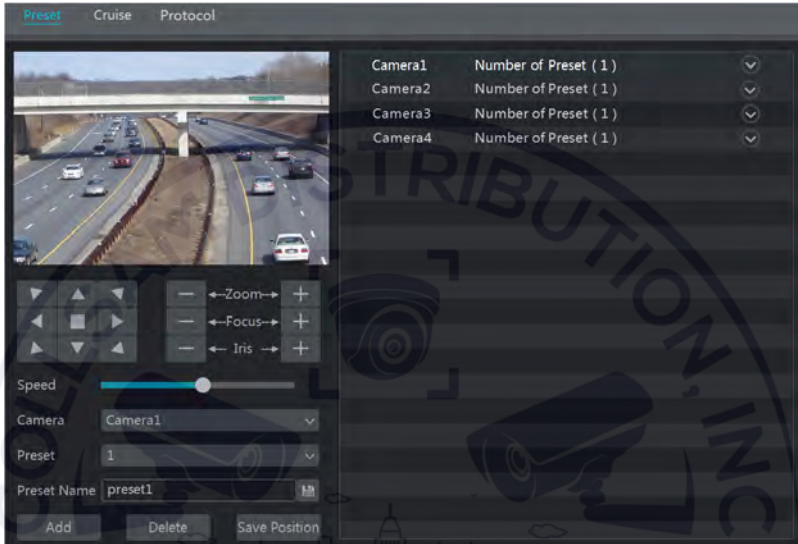 Preset Cruise Protocol
Camera1 Number of Preset ( 1 )
Camera2 Number of Preset ( 1 )
Camera3 Number of Preset ( 1 )
Camera4 Number of Preset ( 1 )
Zoom
Focus
Iris
Speed
Camera Camera1
Preset 1
Preset Name preset1
Add Delete Save Position
DISTRIBUTION, INC